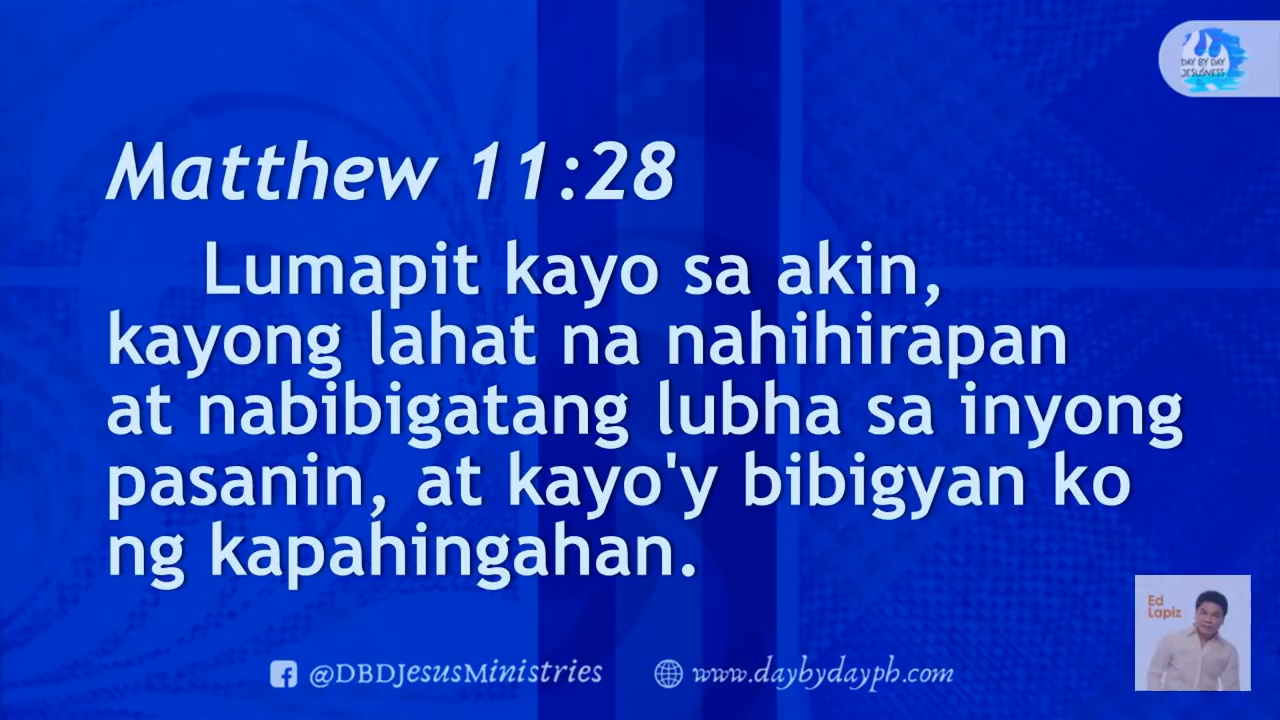 DAY BY DAY
JESUSNESS
Matthew 11:28
Lumapit kayo sa akin,
kayong lahat na nahihirapan
at nabibigatang lubha sa inyong
pasanin, at kayo'y bibigyan ko
ng kapahingahan.
Ed
Lapiz
@DBDJesusMinistries
www.daybydayph.com